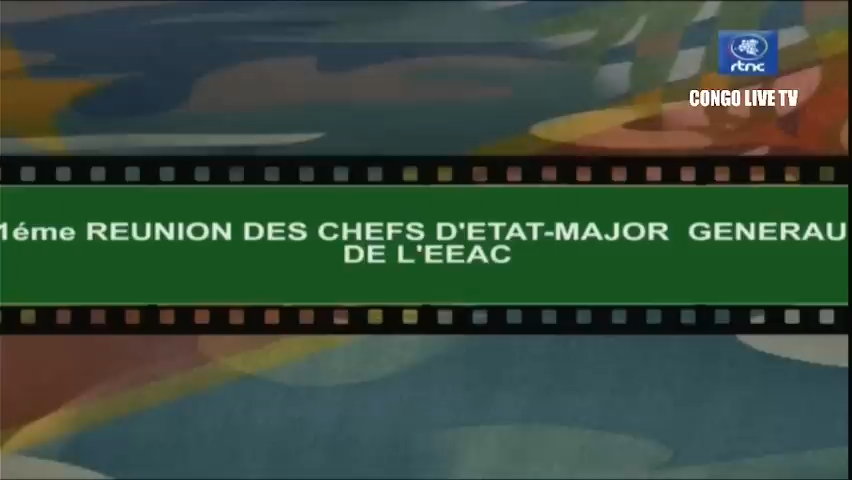 rtnc
CONGO LIVE TV
1éme REUNION DES CHEFS D'ETAT-MAJOR GENERAU
DE L'EEAC